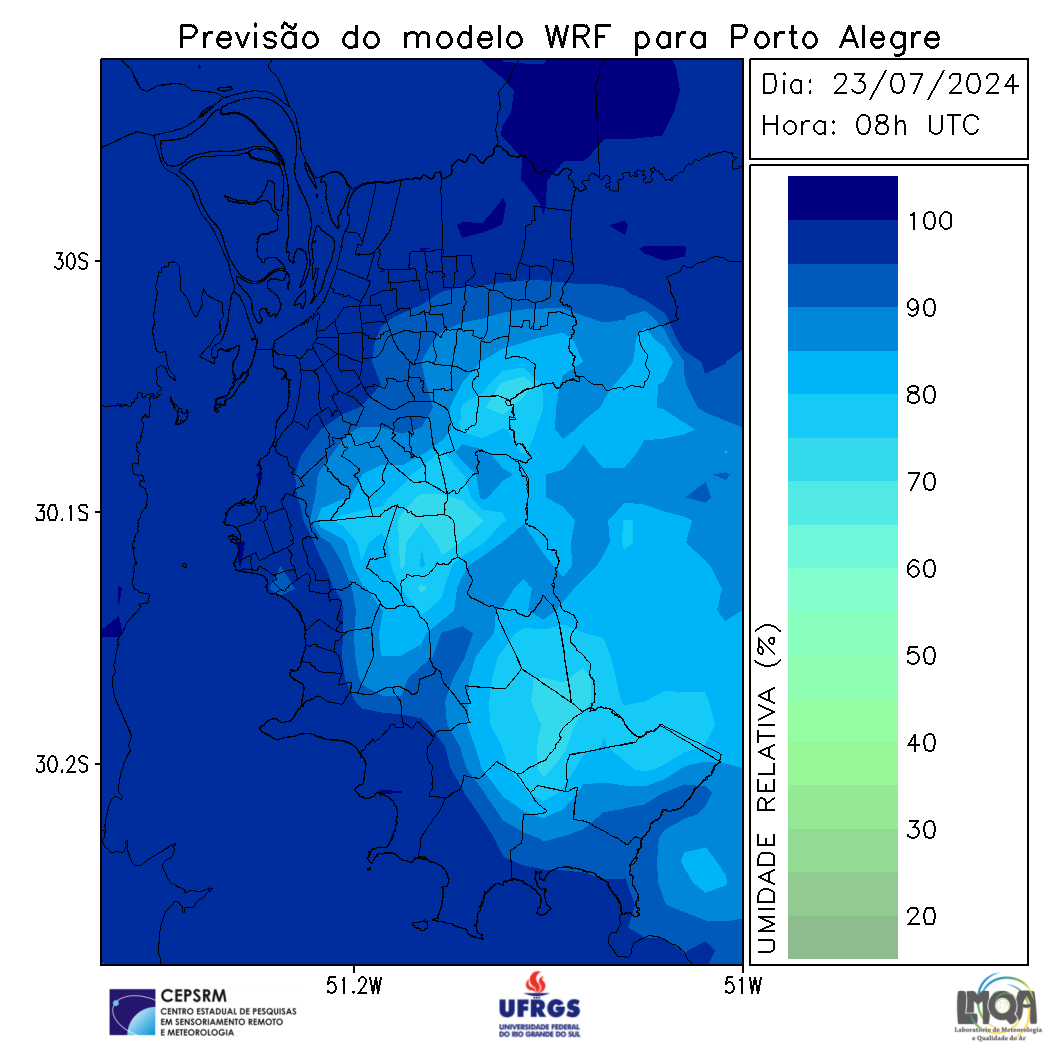 Previsão do modelo WRF para Porto Alegre
Dia: 23/07/2024
Hora: 08h UTC
100
90
80
70
60
50
40
30
20
UMIDADE RELATIVA (%)
30S
30.1S
30.2S
51.2W
51W
CEPSRM
CENTRO ESTADUAL DE PESQUISAS
EM SENSORIAMENTO REMOTO
E METEOROLOGIA
UFRGS
UNIVERSIDADE FEDERAL
DO RIO GRANDE DO SUL
LMQA
Laboratório de Meteorologia
e Qualidade do Ar